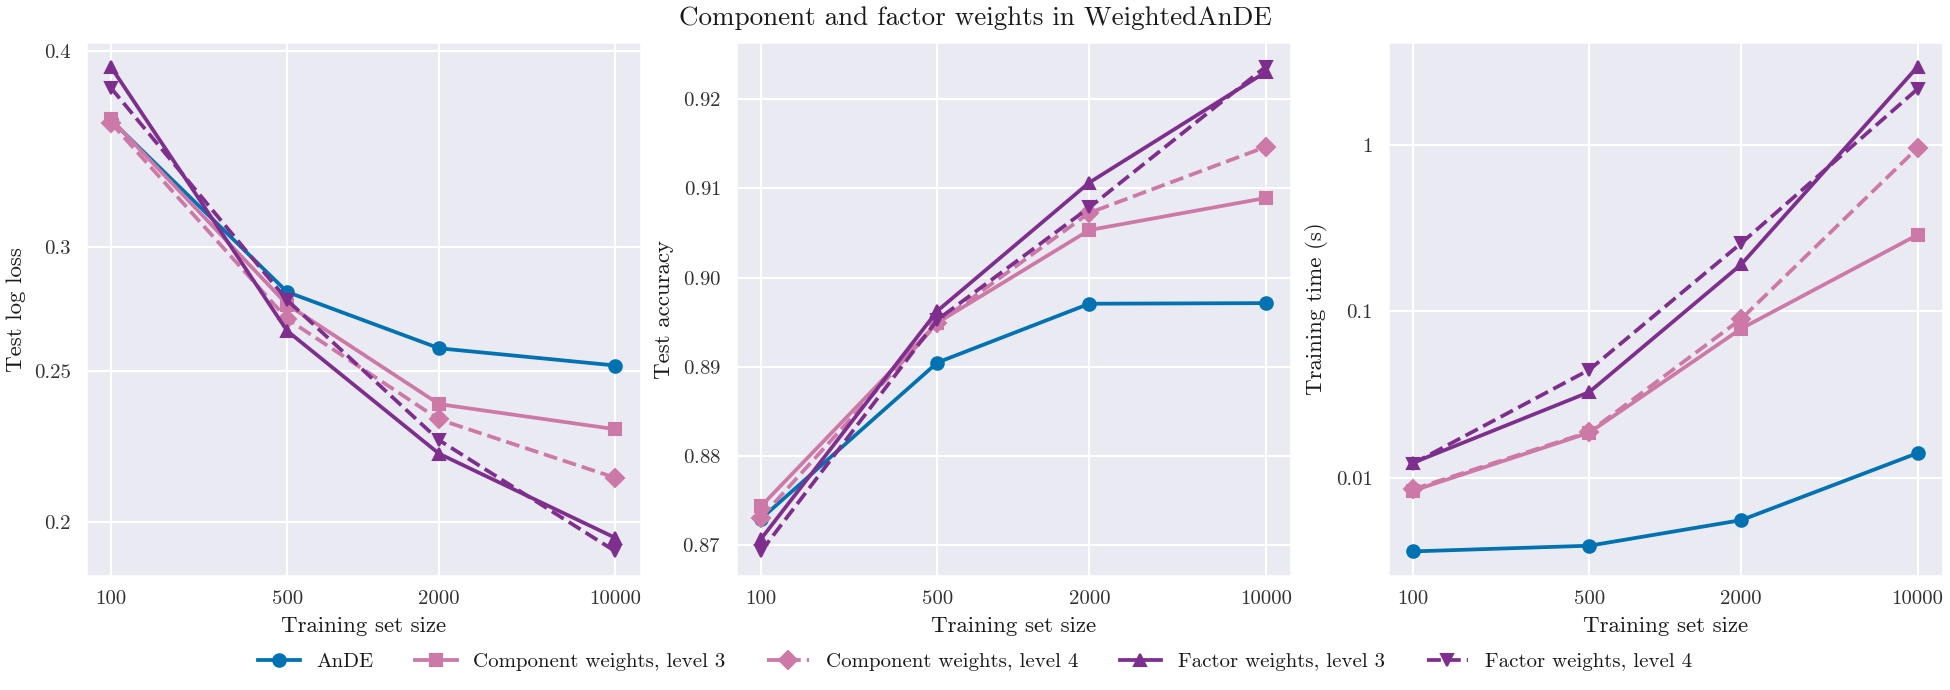 Component and factor weights in WeightedAnDE
Test log loss
0.4
0.3
0.25
0.2
100 500 2000 10000
Training set size
Test accuracy
0.92
0.91
0.90
0.89
0.88
0.87
100 500 2000 10000
Training set size
Training time (s)
1
0.1
0.01
100 500 2000 10000
Training set size
AnDE Component weights, level 3 Component weights, level 4 Factor weights, level 3 Factor weights, level 4